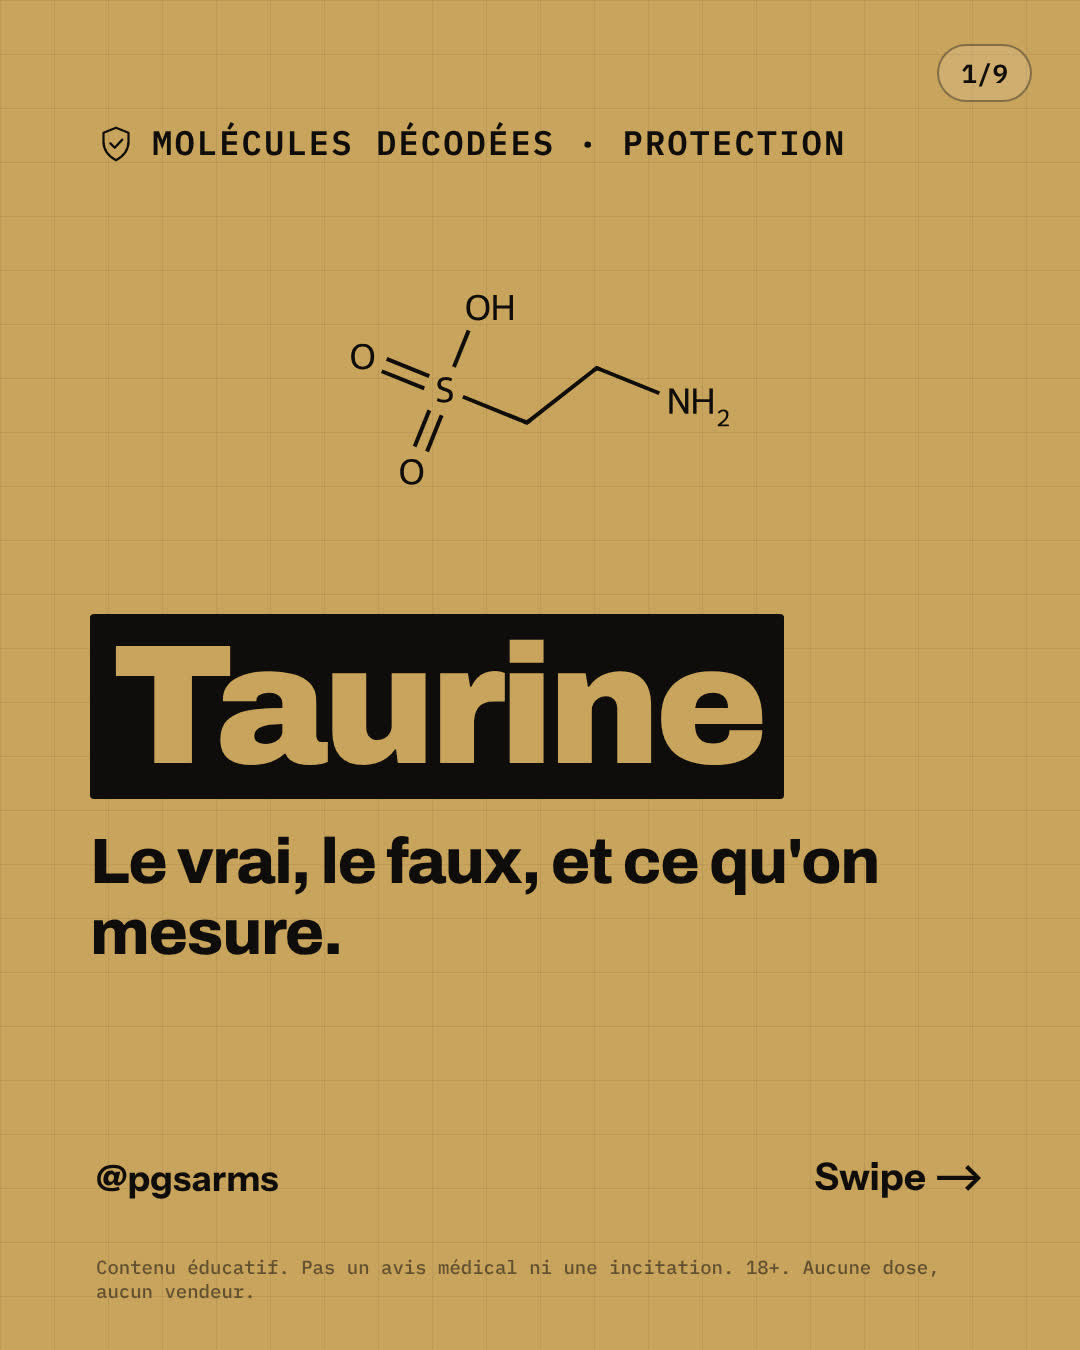 1/9
MOLÉCULES DÉCODÉES · PROTECTION
OH
O
S
NH2
O
Taurine
Le vrai, le faux, et ce qu'on
mesure.
@pgsarms
Swipe →
Contenu éducatif. Pas un avis médical ni une incitation. 18+. Aucune dose,
aucun vendeur.